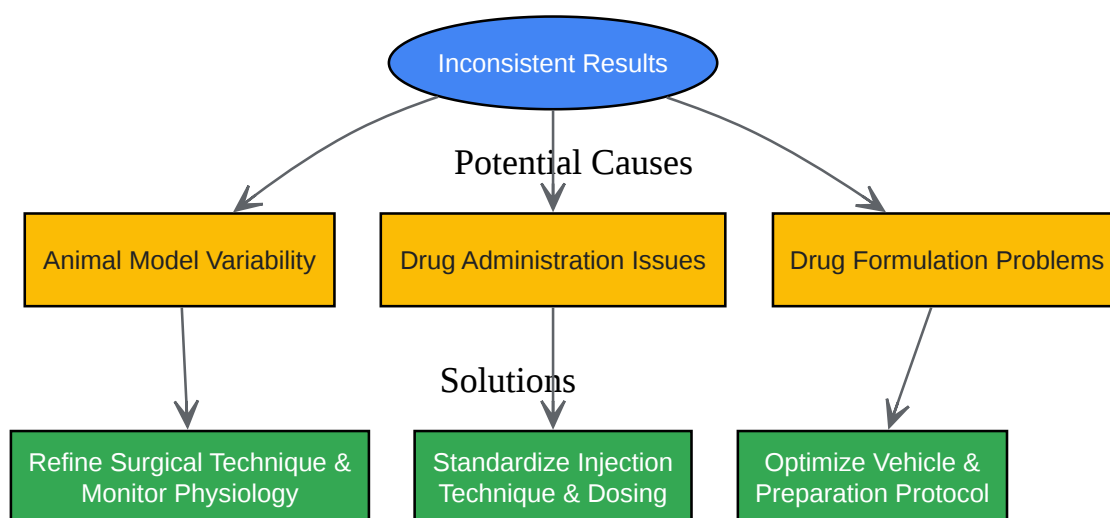 Inconsistent Results
Potential Causes
Animal Model Variability
Drug Administration Issues
Drug Formulation Problems
Solutions
Refine Surgical Technique &
Monitor Physiology
Standardize Injection
Technique & Dosing
Optimize Vehicle &
Preparation Protocol